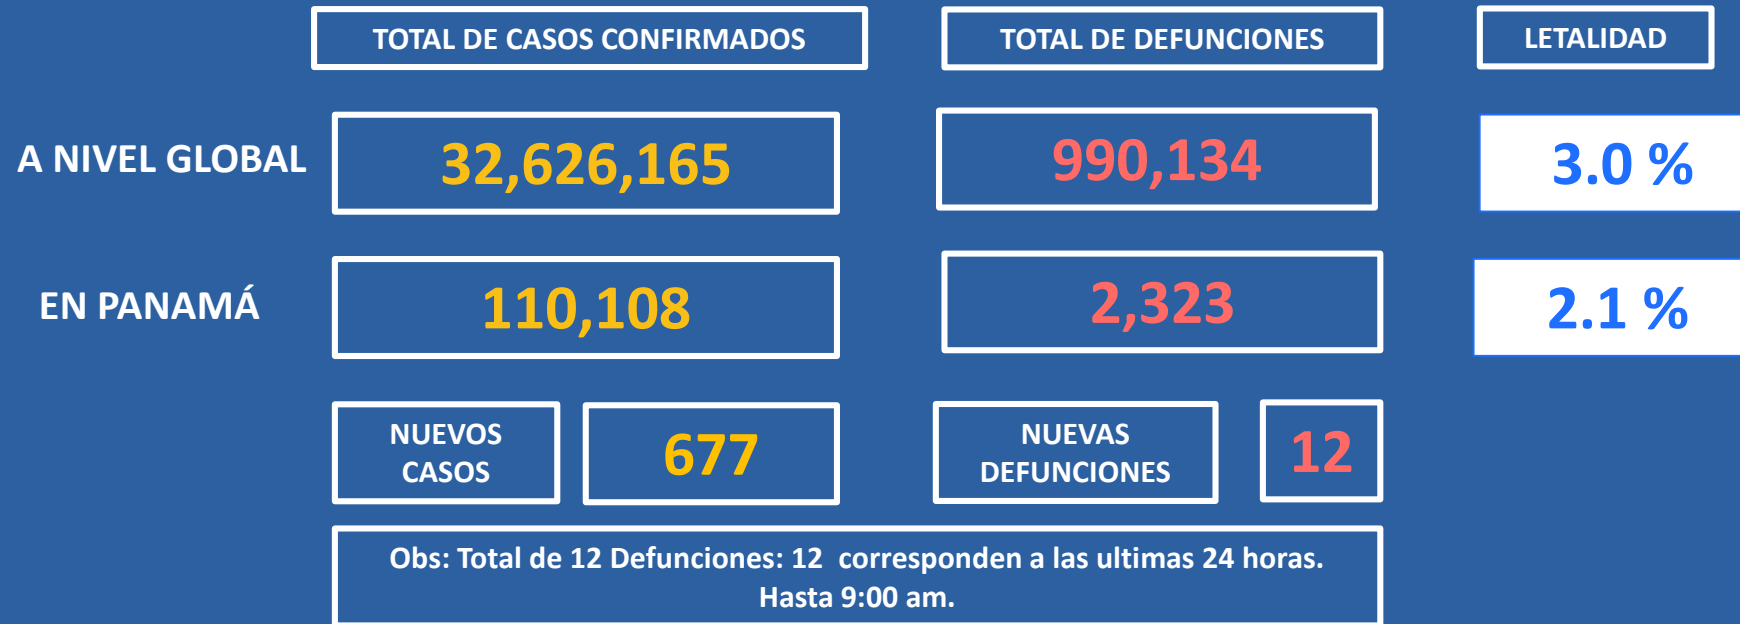 TOTAL DE CASOS CONFIRMADOS
TOTAL DE DEFUNCIONES
LETALIDAD
A NIVEL GLOBAL
32,626,165
990,134
3.0 %
EN PANAMÁ
110,108
2,323
2.1 %
NUEVOS
CASOS
677
NUEVAS
DEFUNCIONES
12
Obs: Total de 12 Defunciones: 12 corresponden a las ultimas 24 horas.
Hasta 9:00 am.